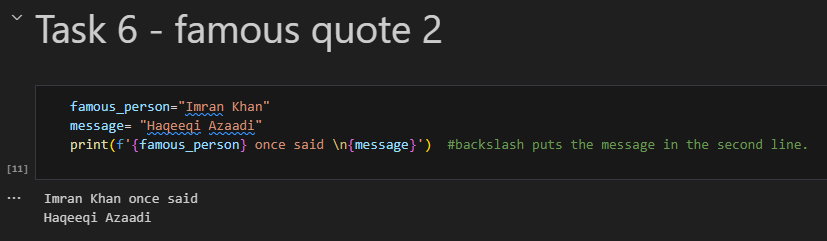 Task 6 - famous quote 2
famous_person="Imran Khan"
message= "Haqeeqi Azaadi"
print(f'{famous_person} once said \n{message}')  #backslash puts the message in the second line.
[11]
... Imran Khan once said
Haqeeqi Azaadi